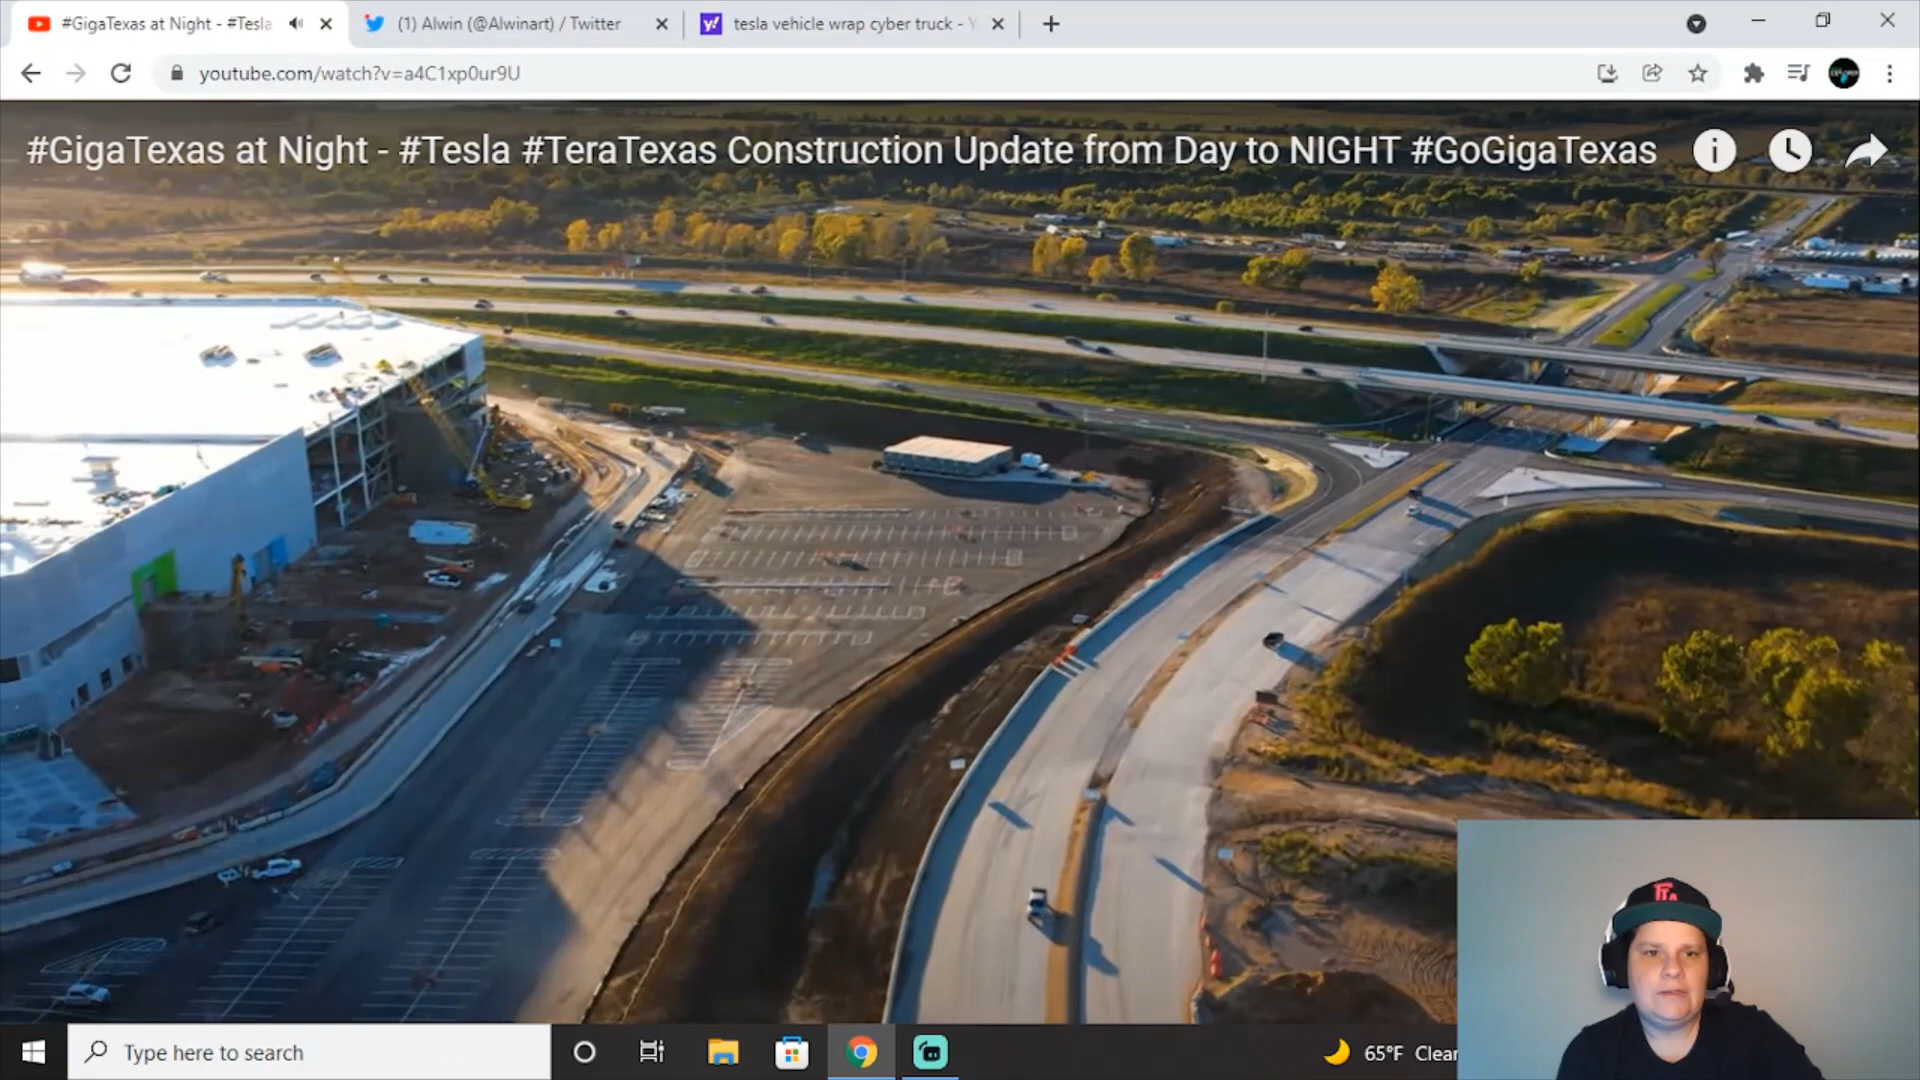 #GigaTexas at Night - #Tesla
(1) Alwin (@Alwinart) / Twitter
tesla vehicle wrap cyber truck - Y
youtube.com/watch?v=a4C1xp0ur9U
#GigaTexas at Night - #Tesla #TeraTexas Construction Update from Day to NIGHT #GoGigaTexas
Type here to search
65°F Clear